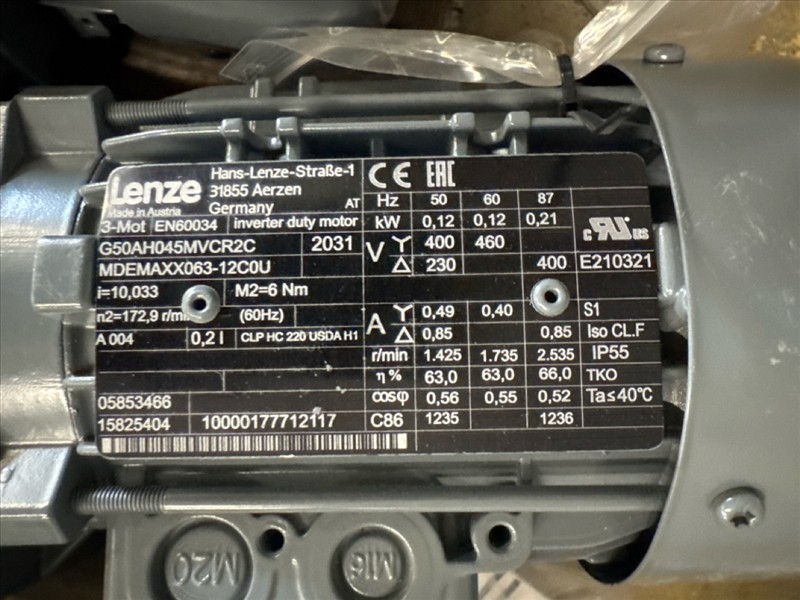 Lenze Hans-Lenze-Straße-1
31855 Aerzen
Made in Austria Germany AT
3-Mot EN60034 inverter duty motor
G50AH045MVCR2C 2031
MDEMAXX063-12C0U
i=10,033 M2=6 Nm
n2=172,9 r/min (60Hz)
A 004 0,2 l CLP HC 220 USDA H1
05853466
15825404 10000177712117 C86
CE EAC
Hz 50 60 87
kW 0,12 0,12 0,21
V Y 400 460
△ 230 400
A Y 0,49 0,40
△ 0,85 0,85
r/min 1.425 1.735 2.535
η % 63,0 63,0 66,0
cosφ 0,56 0,55 0,52
1235 1236
c RU us
E210321
S1
Iso CL.F
IP55
TKO
Ta≤40°C
M20 M16